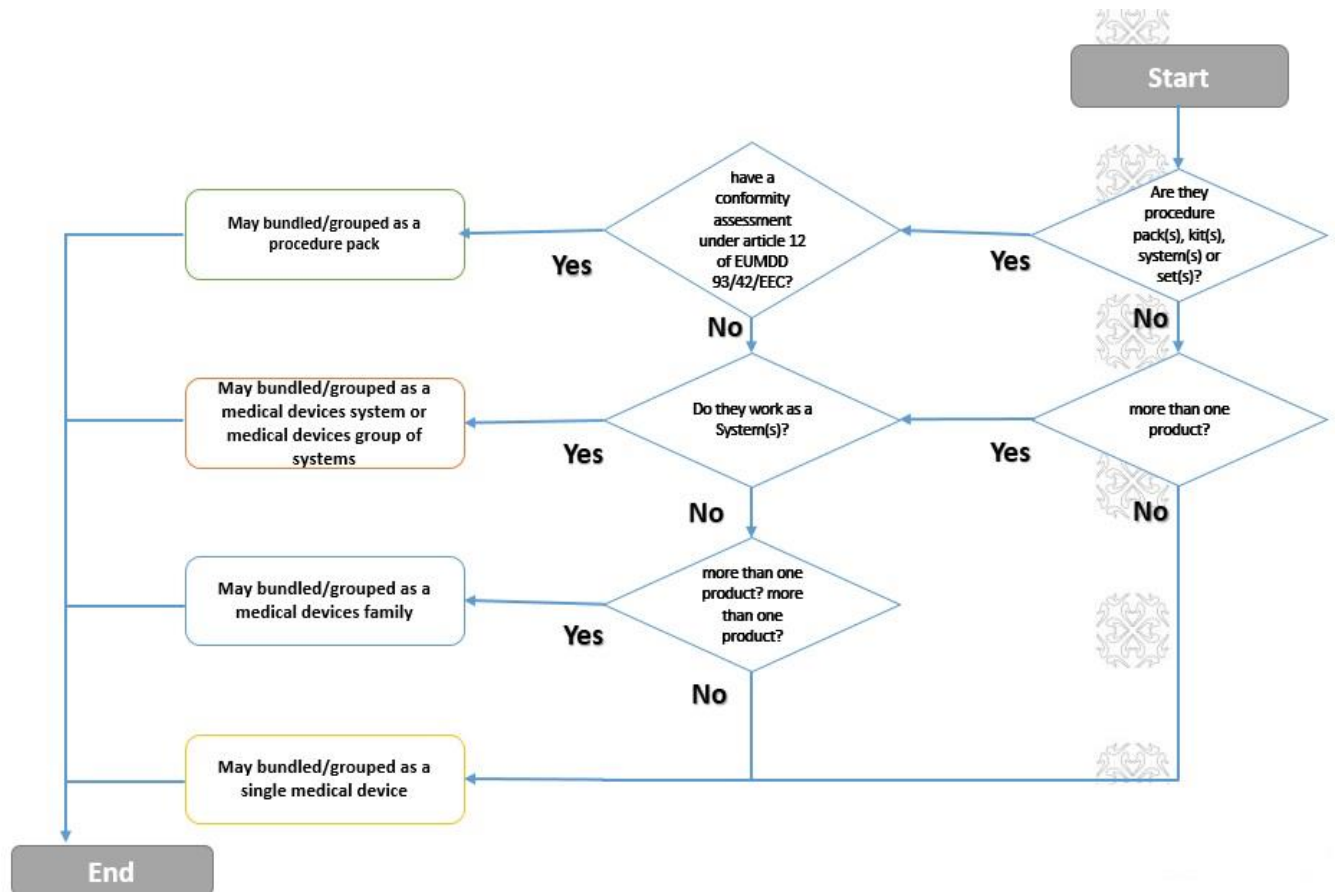 Start
Are they
procedure
pack(s), kit(s),
system(s) or
set(s)?
Yes
No
have a
conformity
assessment
under article 12
of EUMDD
93/42/EEC?
Yes
No
May bundled/grouped as a
procedure pack
more than one
product?
Yes
No
Do they work as a
System(s)?
Yes
No
May bundled/grouped as a
medical devices system or
medical devices group of
systems
more than one
product? more
than one
product?
Yes
No
May bundled/grouped as a
medical devices family
May bundled/grouped as a
single medical device
End